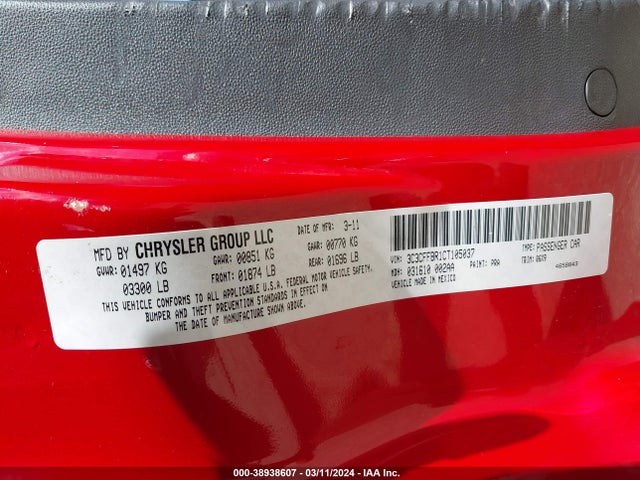 MFD BY CHRYSLER GROUP LLC
DATE OF MFR: 3-11
GVWR: 01497 KG
GAWR: 00851 KG
GAWR: 00770 KG
03300 LB
FRONT: 01874 LB
REAR: 01696 LB
THIS VEHICLE CONFORMS TO ALL APPLICABLE U.S.A. FEDERAL MOTOR VEHICLE SAFETY,
BUMPER AND THEFT PREVENTION STANDARDS IN EFFECT ON
THE DATE OF MANUFACTURE SHOWN ABOVE.
VIN: 3C3CFFBR1CT105037
TYPE: PASSENGER CAR
MDH: 031610 002AA
PAINT: PRA
TRIM: 06X9
VEHICLE MADE IN MEXICO
000-38938607 - 03/11/2024 - IAA Inc.